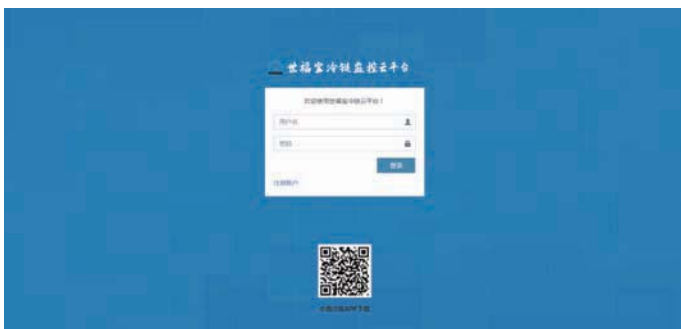 世福宝冷链监控云平台
欢迎使用世福宝冷链云平台！
用户名
密码
登录
注册账户